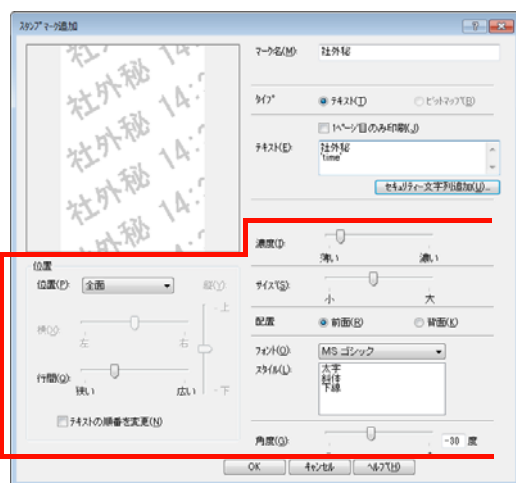 スタンプマーク追加
社外秘 14:
社外秘 14:
社外秘 14:
社外秘 14:
マーク名(M):
社外秘
タイプ
テキスト(T)
ビットマップ(B)
1ページ目のみ印刷(J)
テキスト(E):
社外秘
'time'
セキュリティー文字列追加(U)...
濃度(I):
薄い
濃い
サイズ(S):
小
大
配置
前面(R)
背面(K)
フォント(O):
MS ゴシック
スタイル(L):
太字
斜体
下線
角度(G):
-30 度
位置
位置(P):
全面
縦(Y):
上
下
横(X):
左
右
行間(Q):
狭い
広い
テキストの順番を変更(N)
OK
キャンセル
ヘルプ(H)